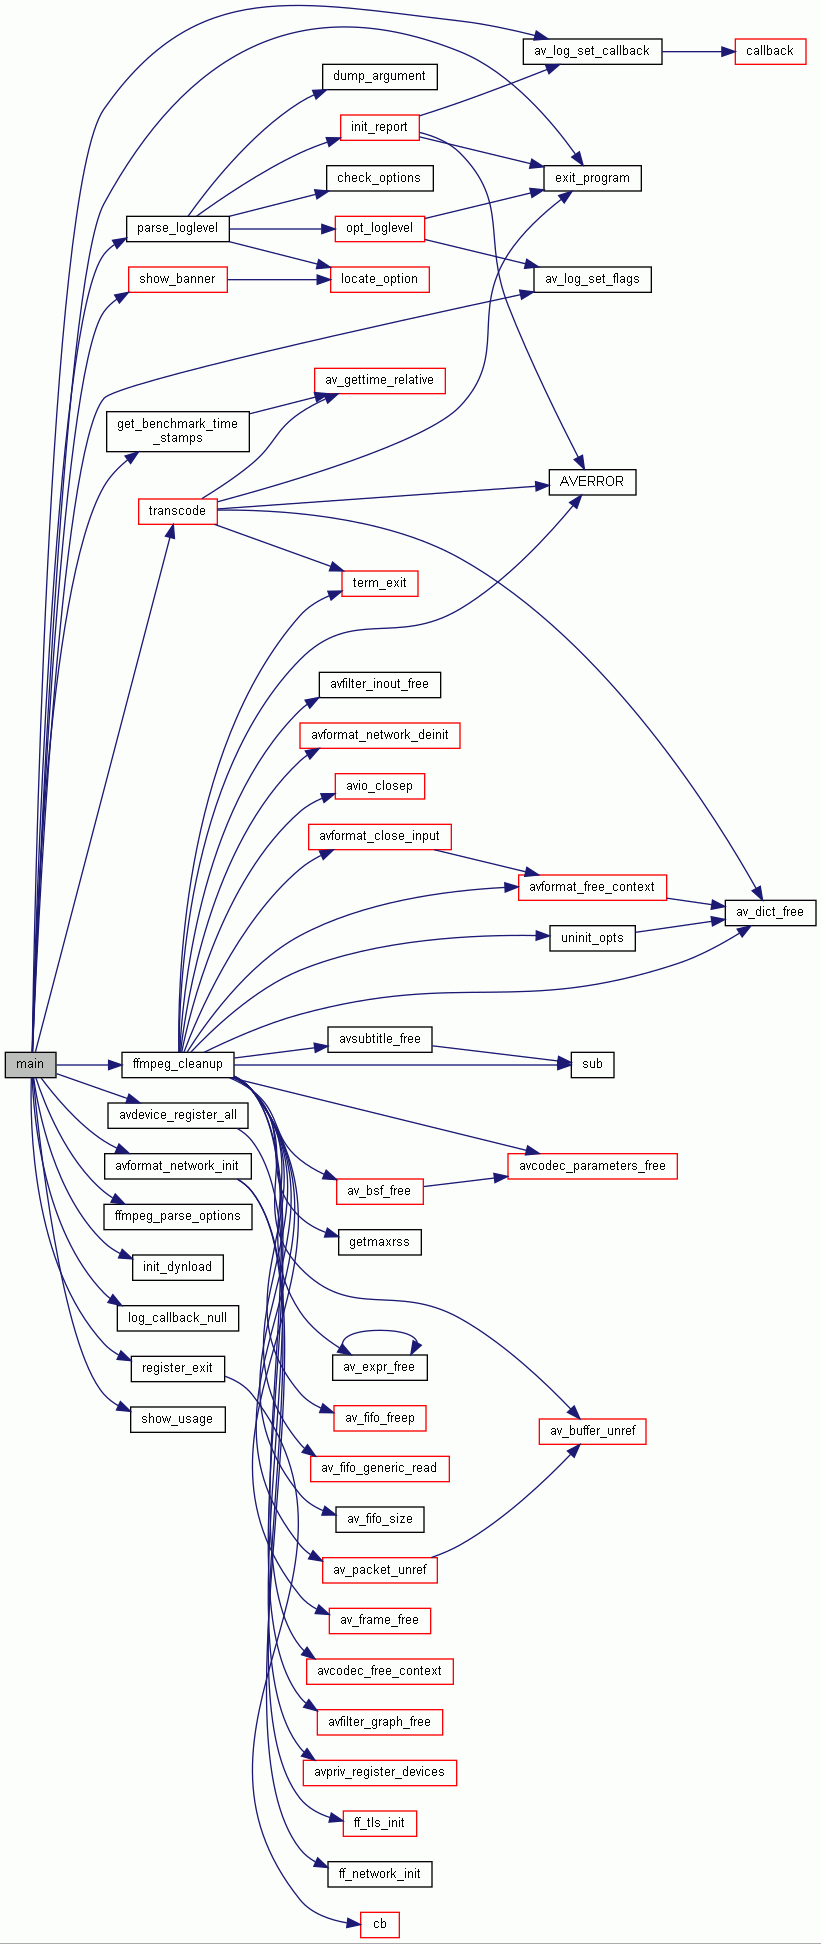 av_log_set_callback
callback
dump_argument
init_report
check_options
exit_program
parse_loglevel
opt_loglevel
show_banner
locate_option
av_log_set_flags
av_gettime_relative
get_benchmark_time
_stamps
AVERROR
transcode
term_exit
avfilter_inout_free
avformat_network_deinit
avio_closep
avformat_close_input
avformat_free_context
av_dict_free
uninit_opts
avsubtitle_free
main
ffmpeg_cleanup
sub
avdevice_register_all
avformat_network_init
avcodec_parameters_free
av_bsf_free
ffmpeg_parse_options
getmaxrss
init_dynload
log_callback_null
register_exit
av_expr_free
show_usage
av_fifo_freep
av_buffer_unref
av_fifo_generic_read
av_fifo_size
av_packet_unref
av_frame_free
avcodec_free_context
avfilter_graph_free
avpriv_register_devices
ff_tls_init
ff_network_init
cb